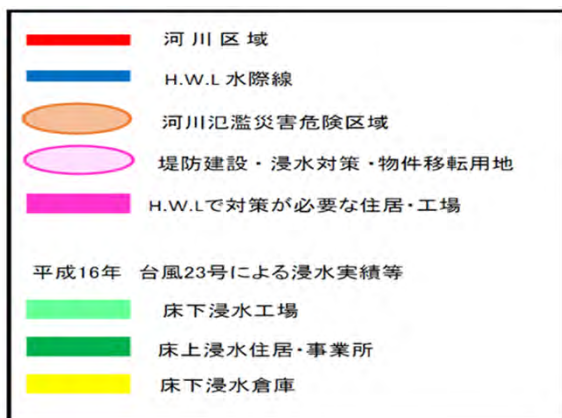 河川区域
H.W.L 水際線
河川氾濫災害危険区域
堤防建設・浸水対策・物件移転用地
H.W.Lで対策が必要な住居・工場
平成16年 台風23号による浸水実績等
床下浸水工場
床上浸水住居・事業所
床下浸水倉庫